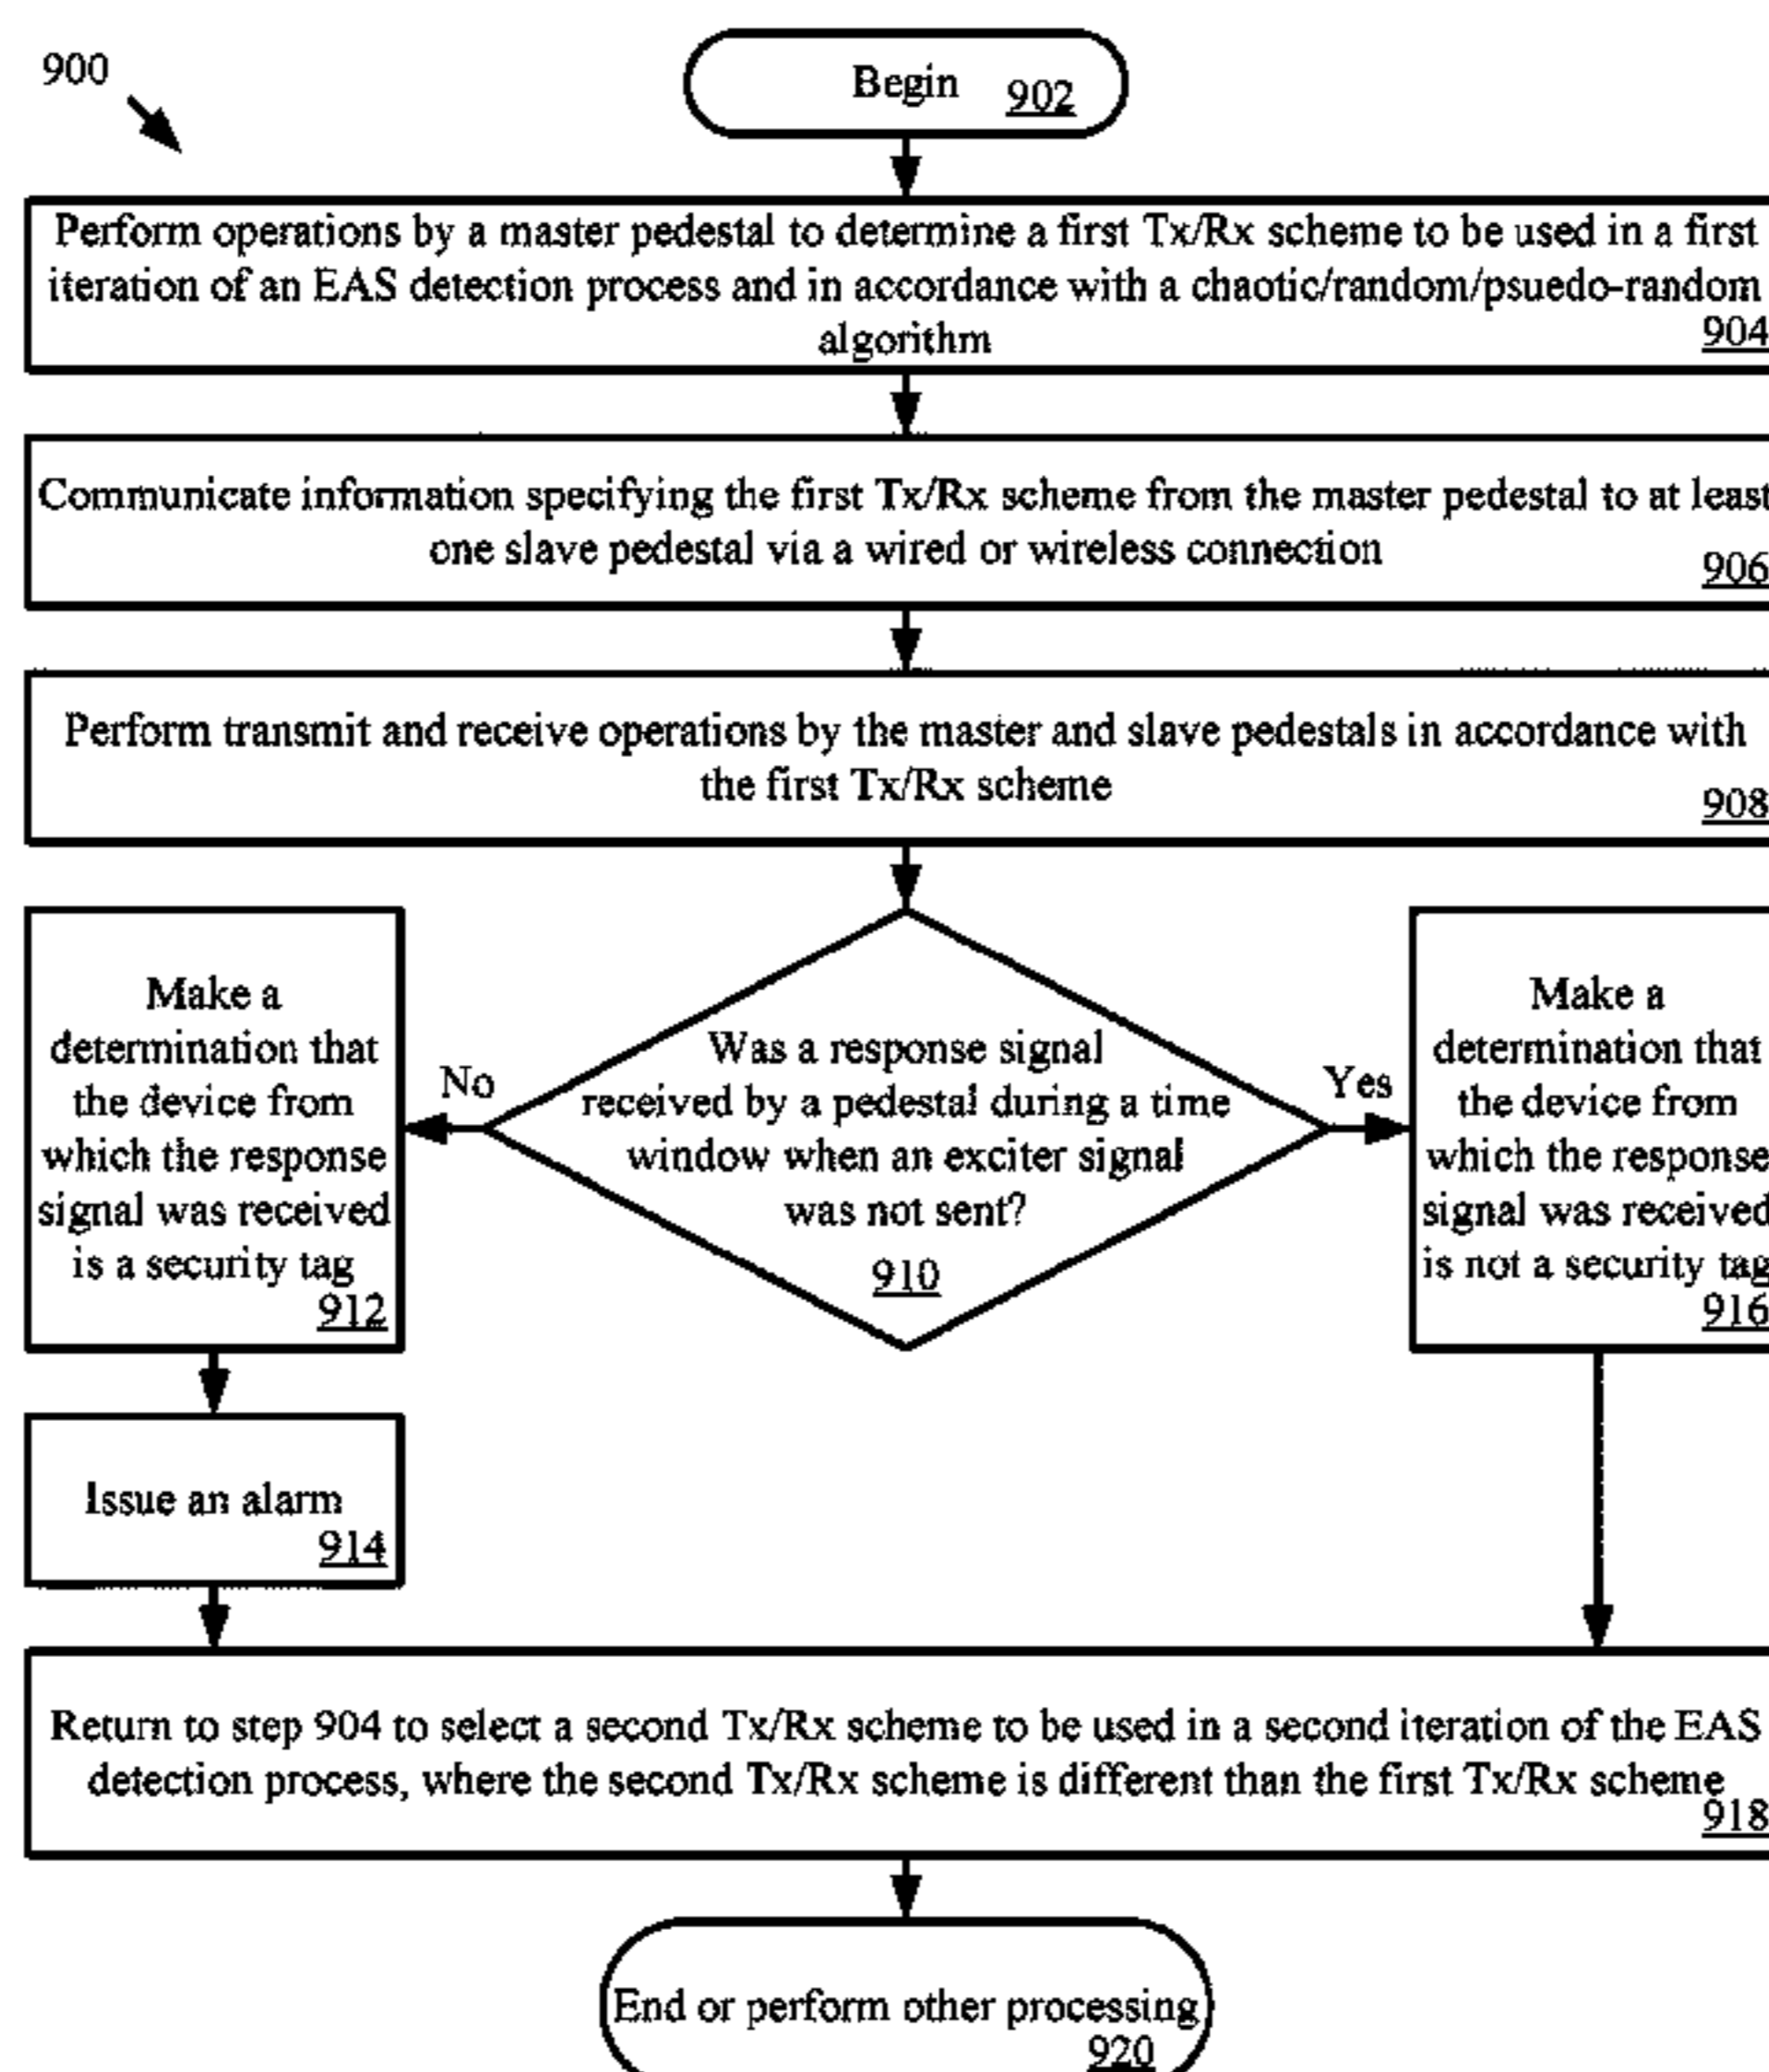 900
Begin 902
Perform operations by a master pedestal to determine a first Tx/Rx scheme to be used in a first
iteration of an EAS detection process and in accordance with a chaotic/random/psuedo-random
algorithm
904
Communicate information specifying the first Tx/Rx scheme from the master pedestal to at least
one slave pedestal via a wired or wireless connection
906
Perform transmit and receive operations by the master and slave pedestals in accordance with
the first Tx/Rx scheme
908
Make a
determination that
the device from
which the response
signal was received
is a security tag
912
No
Was a response signal
received by a pedestal during a time
window when an exciter signal
was not sent?
910
Yes
Make a
determination that
the device from
which the response
signal was received
is not a security tag
916
Issue an alarm
914
Return to step 904 to select a second Tx/Rx scheme to be used in a second iteration of the EAS
detection process, where the second Tx/Rx scheme is different than the first Tx/Rx scheme
918
End or perform other processing
920